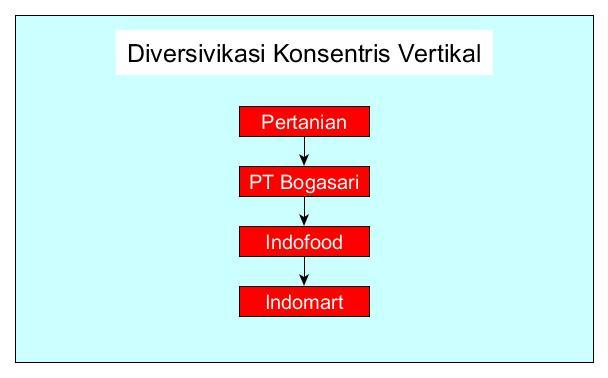 Diversivikasi Konsentris Vertikal
Pertanian
PT Bogasari
Indofood
Indomart